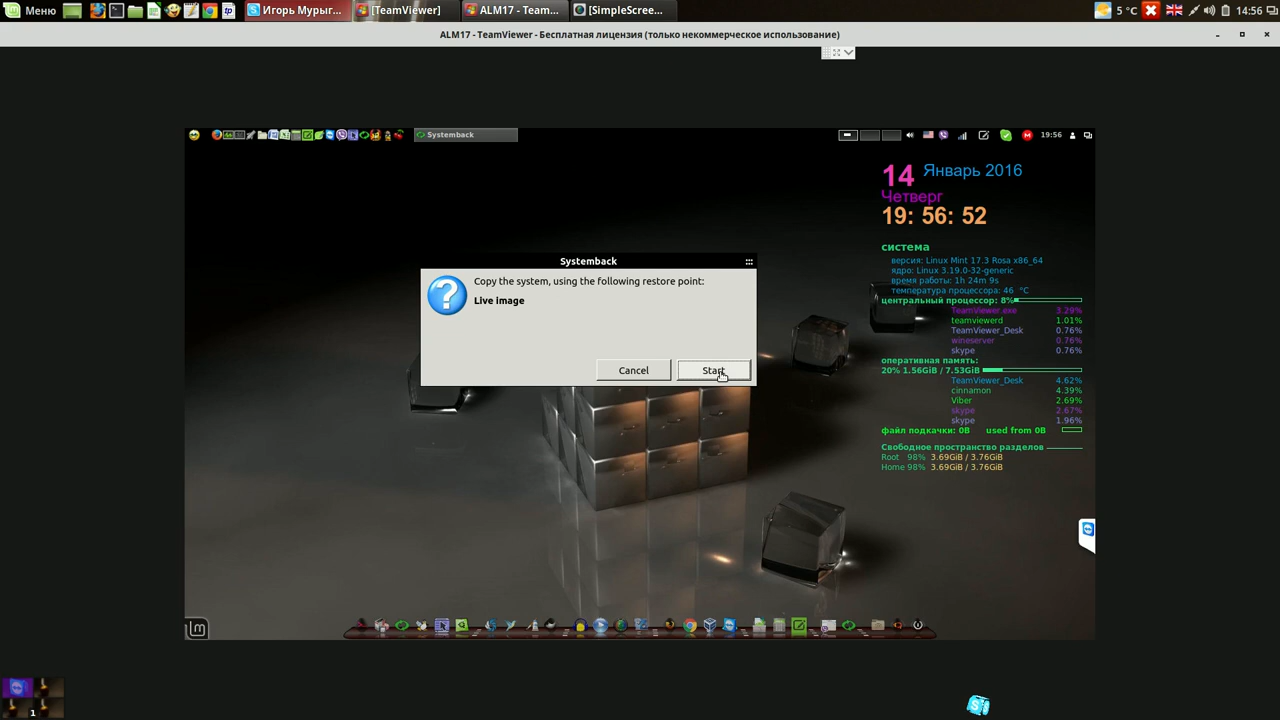 Меню
Игорь Мурыг...
[TeamViewer]
ALM17 - Team...
[SimpleScree...
5 °C
14:56
ALM17 - TeamViewer - Бесплатная лицензия (только некоммерческое использование)
Systemback
19:56
14 Январь 2016
Четверг
19: 56: 52
система
версия: Linux Mint 17.3 Rosa x86_64
ядро: Linux 3.19.0-32-generic
время работы: 1h 24m 9s
температура процессора: 46 °C
центральный процессор: 8%
TeamViewer.exe 3.29%
teamviewerd 1.01%
TeamViewer_Desk 0.76%
wineserver 0.76%
skype 0.76%
оперативная память:
20% 1.56GiB / 7.53GiB
TeamViewer_Desk 4.62%
cinnamon 4.39%
Viber 2.69%
skype 2.67%
skype 1.96%
файл подкачки: 0B used from 0B
Свободное пространство разделов
Root 98% 3.69GiB / 3.76GiB
Home 98% 3.69GiB / 3.76GiB
Systemback
Copy the system, using the following restore point:
Live image
Cancel
Start
1